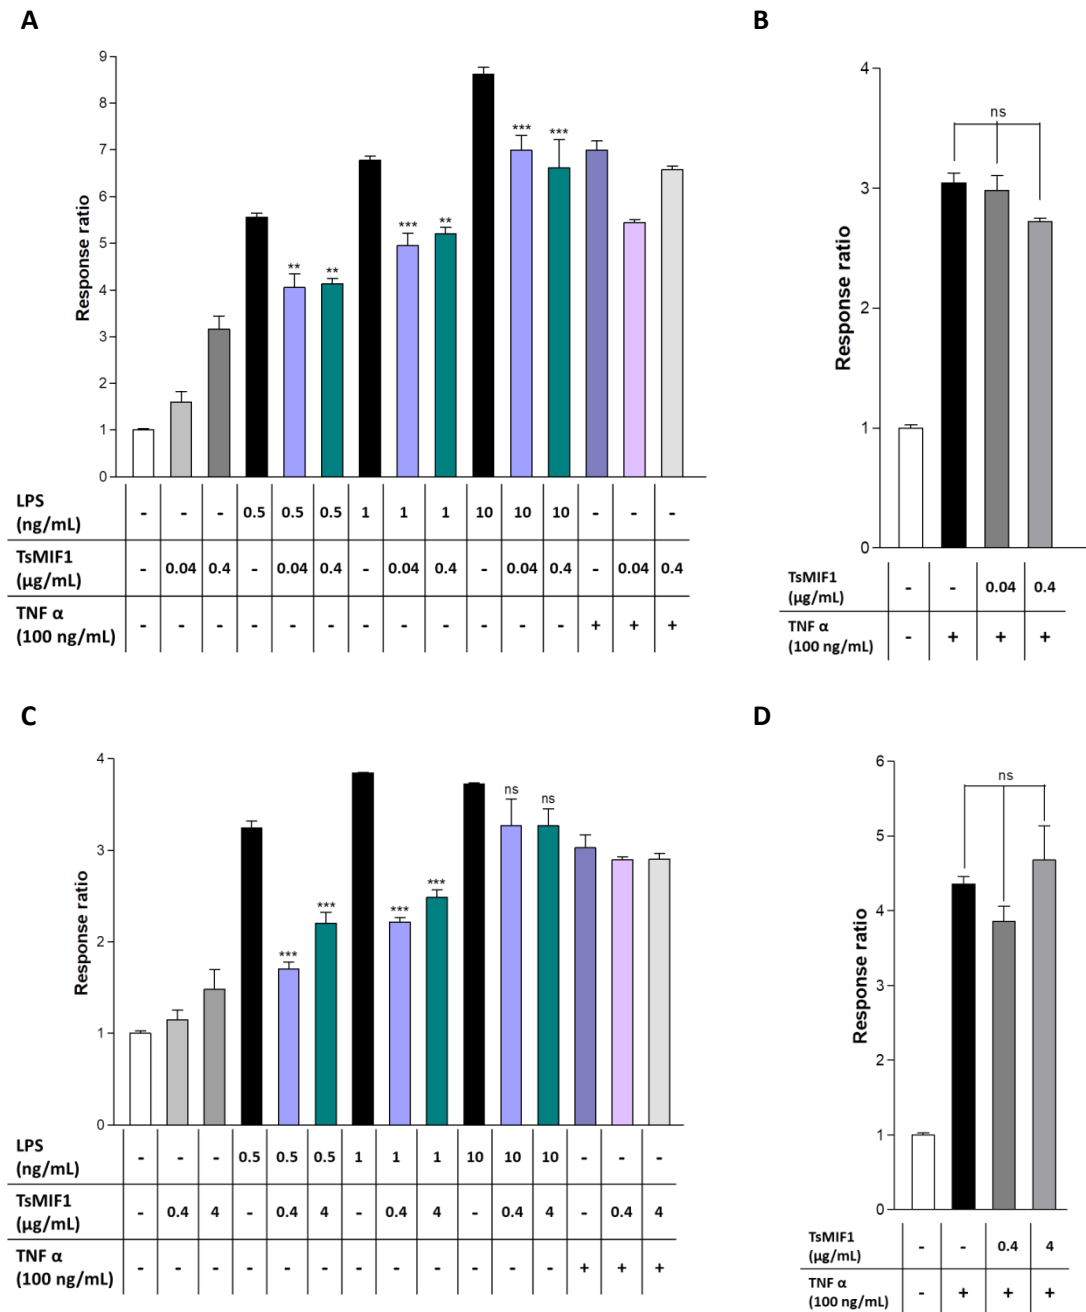 A
9
8
7
6
5
4
3
2
1
0
Response ratio
** ** *** ** *** ***
LPS (ng/mL) - - - 0.5 0.5 0.5 1 1 1 10 10 10 - - -
TsMIF1 (µg/mL) - 0.04 0.4 - 0.04 0.4 - 0.04 0.4 - 0.04 0.4 - 0.04 0.4
TNF α (100 ng/mL) - - - - - - - - - - - - + + +
B
4
3
2
1
0
Response ratio
ns
TsMIF1 (µg/mL) - - 0.04 0.4
TNF α (100 ng/mL) - + + +
C
4
3
2
1
0
Response ratio
*** *** *** *** ns ns
LPS (ng/mL) - - - 0.5 0.5 0.5 1 1 1 10 10 10 - - -
TsMIF1 (µg/mL) - 0.4 4 - 0.4 4 - 0.4 4 - 0.4 4 - 0.4 4
TNF α (100 ng/mL) - - - - - - - - - - - - + + +
D
6
5
4
3
2
1
0
Response ratio
ns
TsMIF1 (µg/mL) - - 0.4 4
TNF α (100 ng/mL) - + + +